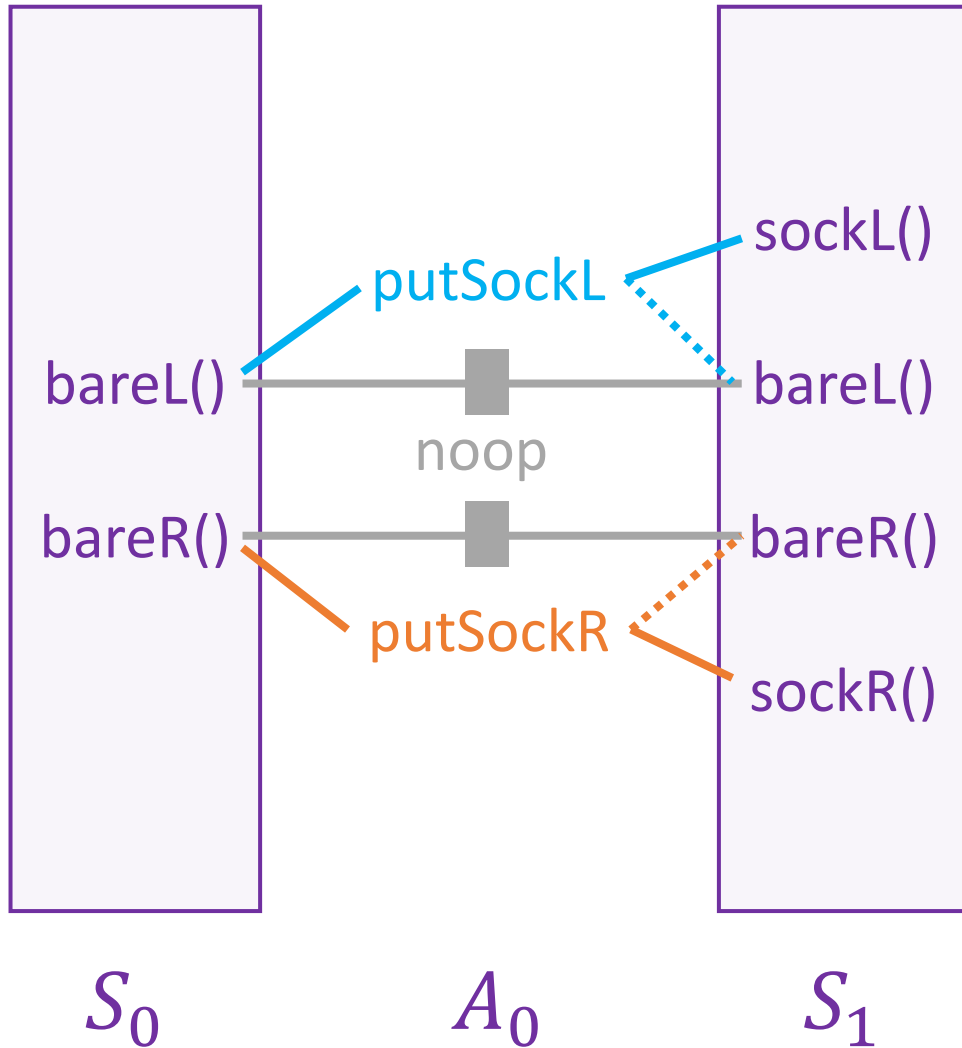 sockL()
putSockL
bareL() bareL()
noop
bareR() bareR()
putSockR
sockR()
S₀ A₀ S₁